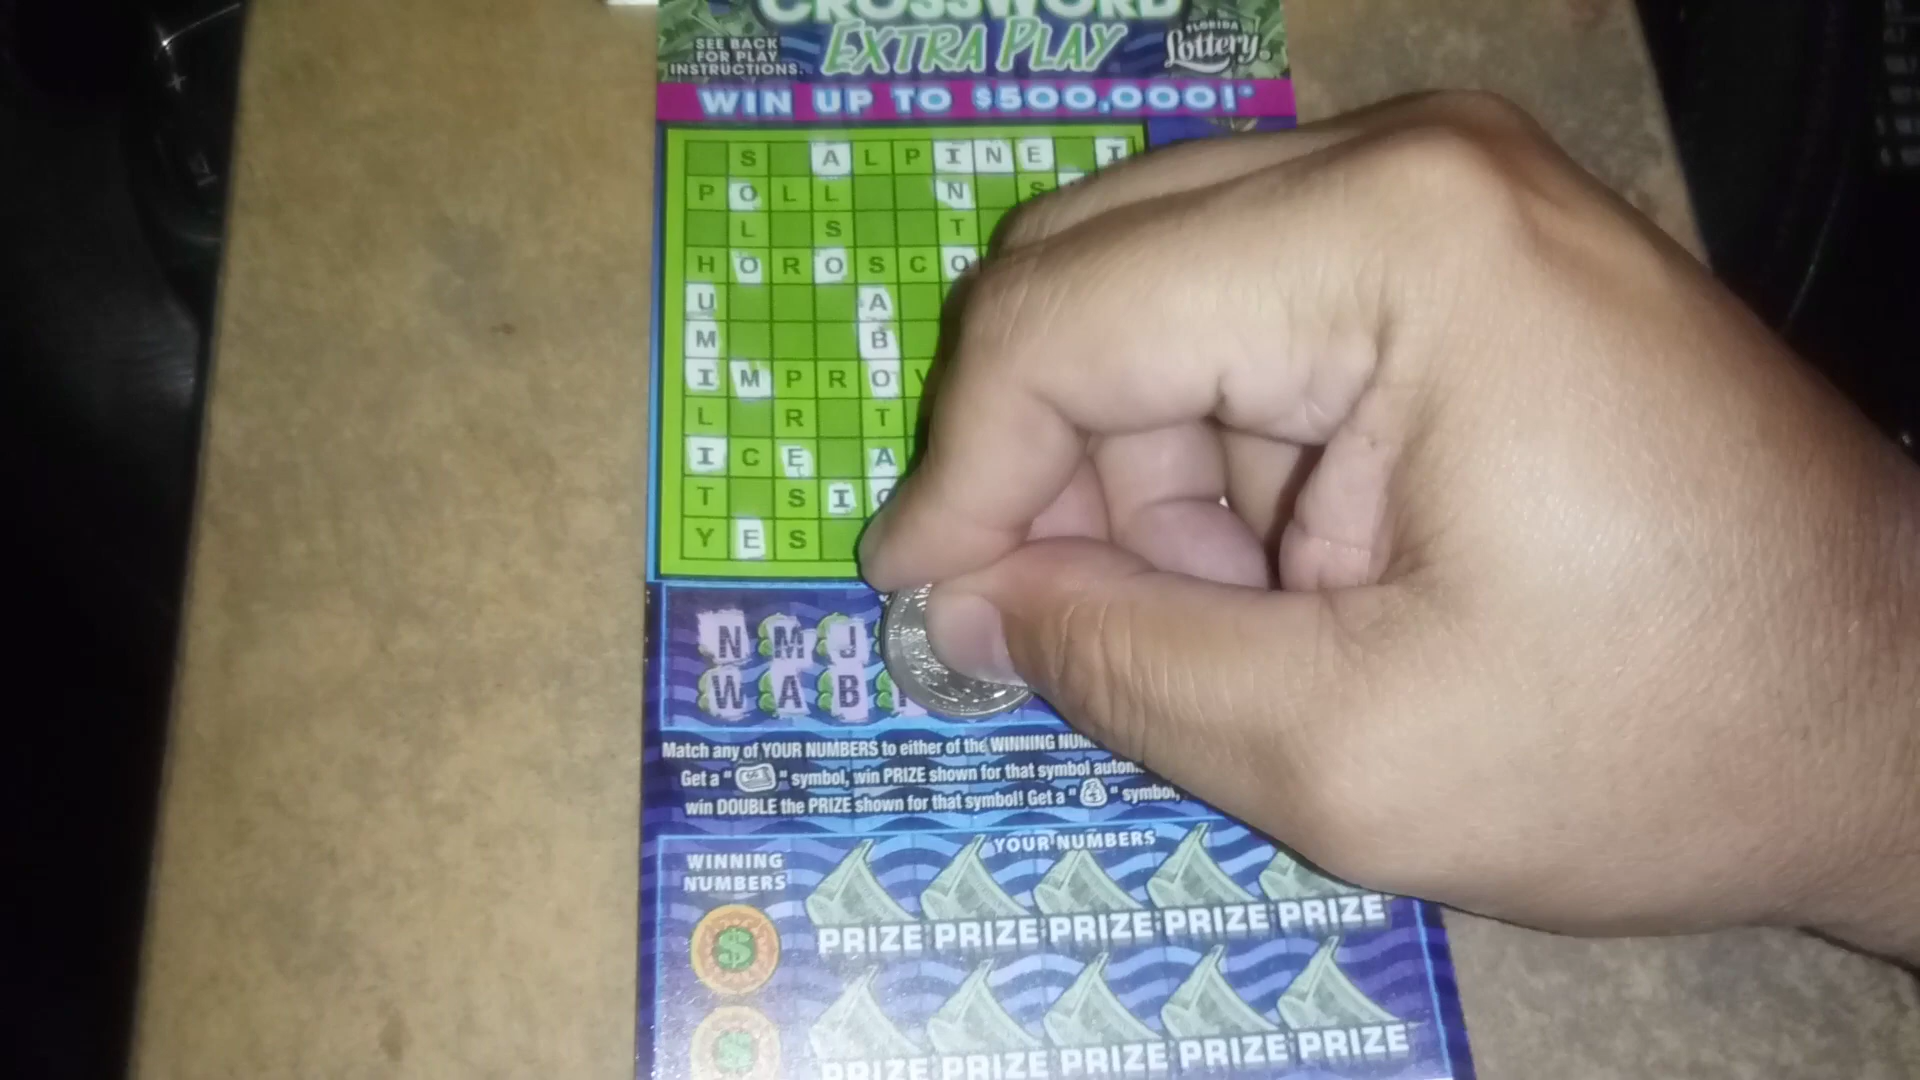 CROSSWORD
EXTRA PLAY
SEE BACK
FOR PLAY
INSTRUCTIONS.
FLORIDA
Lottery
WIN UP TO $500,000!*
S A L P I N E I
P O L L N S
L S T
H O R O S C O
U A
M B
I M P R O V
L R T
I C E A
T S I
Y E S
N M J
W A B
Match any of YOUR NUMBERS to either of the WINNING
Get a " " symbol, win PRIZE shown for that symbol
win DOUBLE the PRIZE shown for that symbol! Get a " " symbol,
YOUR NUMBERS
WINNING
NUMBERS
PRIZE PRIZE PRIZE PRIZE PRIZE
$
$
PRIZE PRIZE PRIZE PRIZE PRIZE